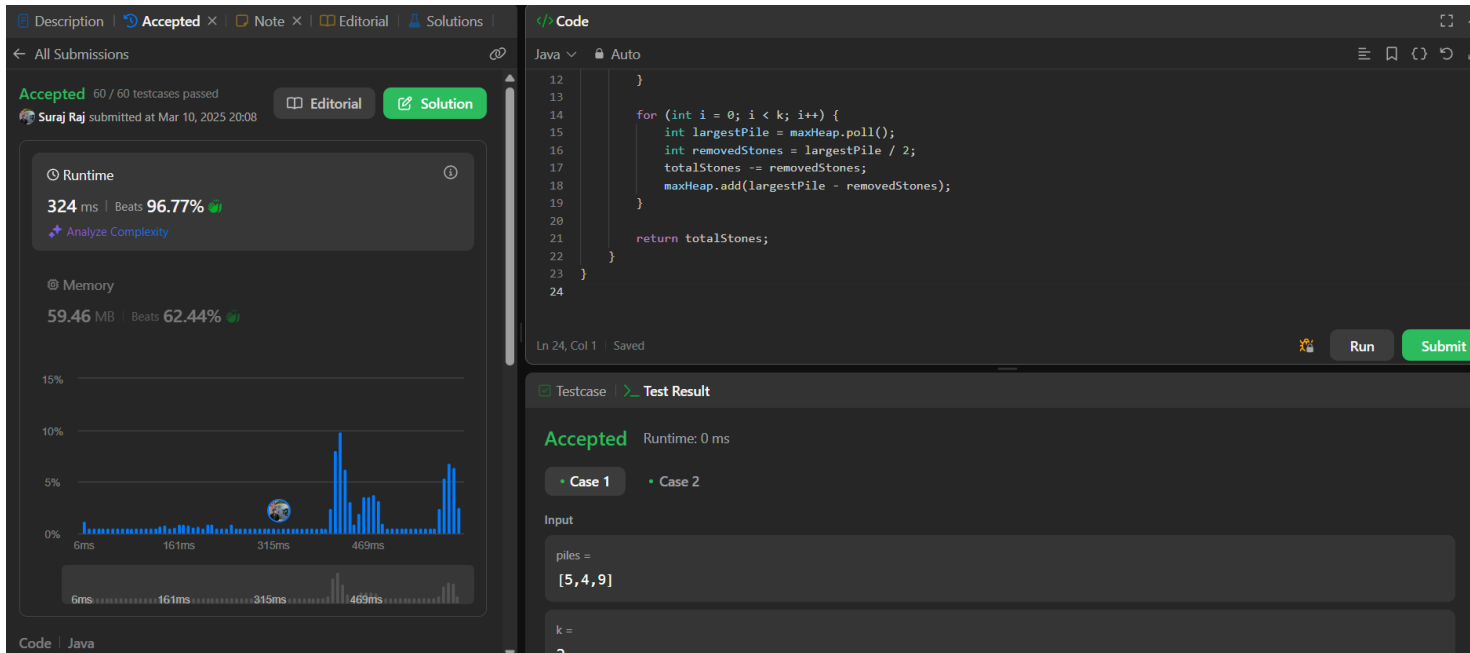 Description Accepted × Note × Editorial Solutions
← All Submissions
Accepted 60 / 60 testcases passed
Suraj Raj submitted at Mar 10, 2025 20:08
Editorial
Solution
Runtime
324 ms Beats 96.77%
Analyze Complexity
Memory
59.46 MB Beats 62.44%
15%
10%
5%
0%
6ms 161ms 315ms 469ms
6ms 161ms 315ms 469ms
Code Java
</> Code
Java Auto
12 }
13
14 for (int i = 0; i < k; i++) {
15 int largestPile = maxHeap.poll();
16 int removedStones = largestPile / 2;
17 totalStones -= removedStones;
18 maxHeap.add(largestPile - removedStones);
19 }
20
21 return totalStones;
22 }
23 }
24
Ln 24, Col 1 Saved
Run Submit
Testcase >_ Test Result
Accepted Runtime: 0 ms
• Case 1 • Case 2
Input
piles =
[5,4,9]
k =